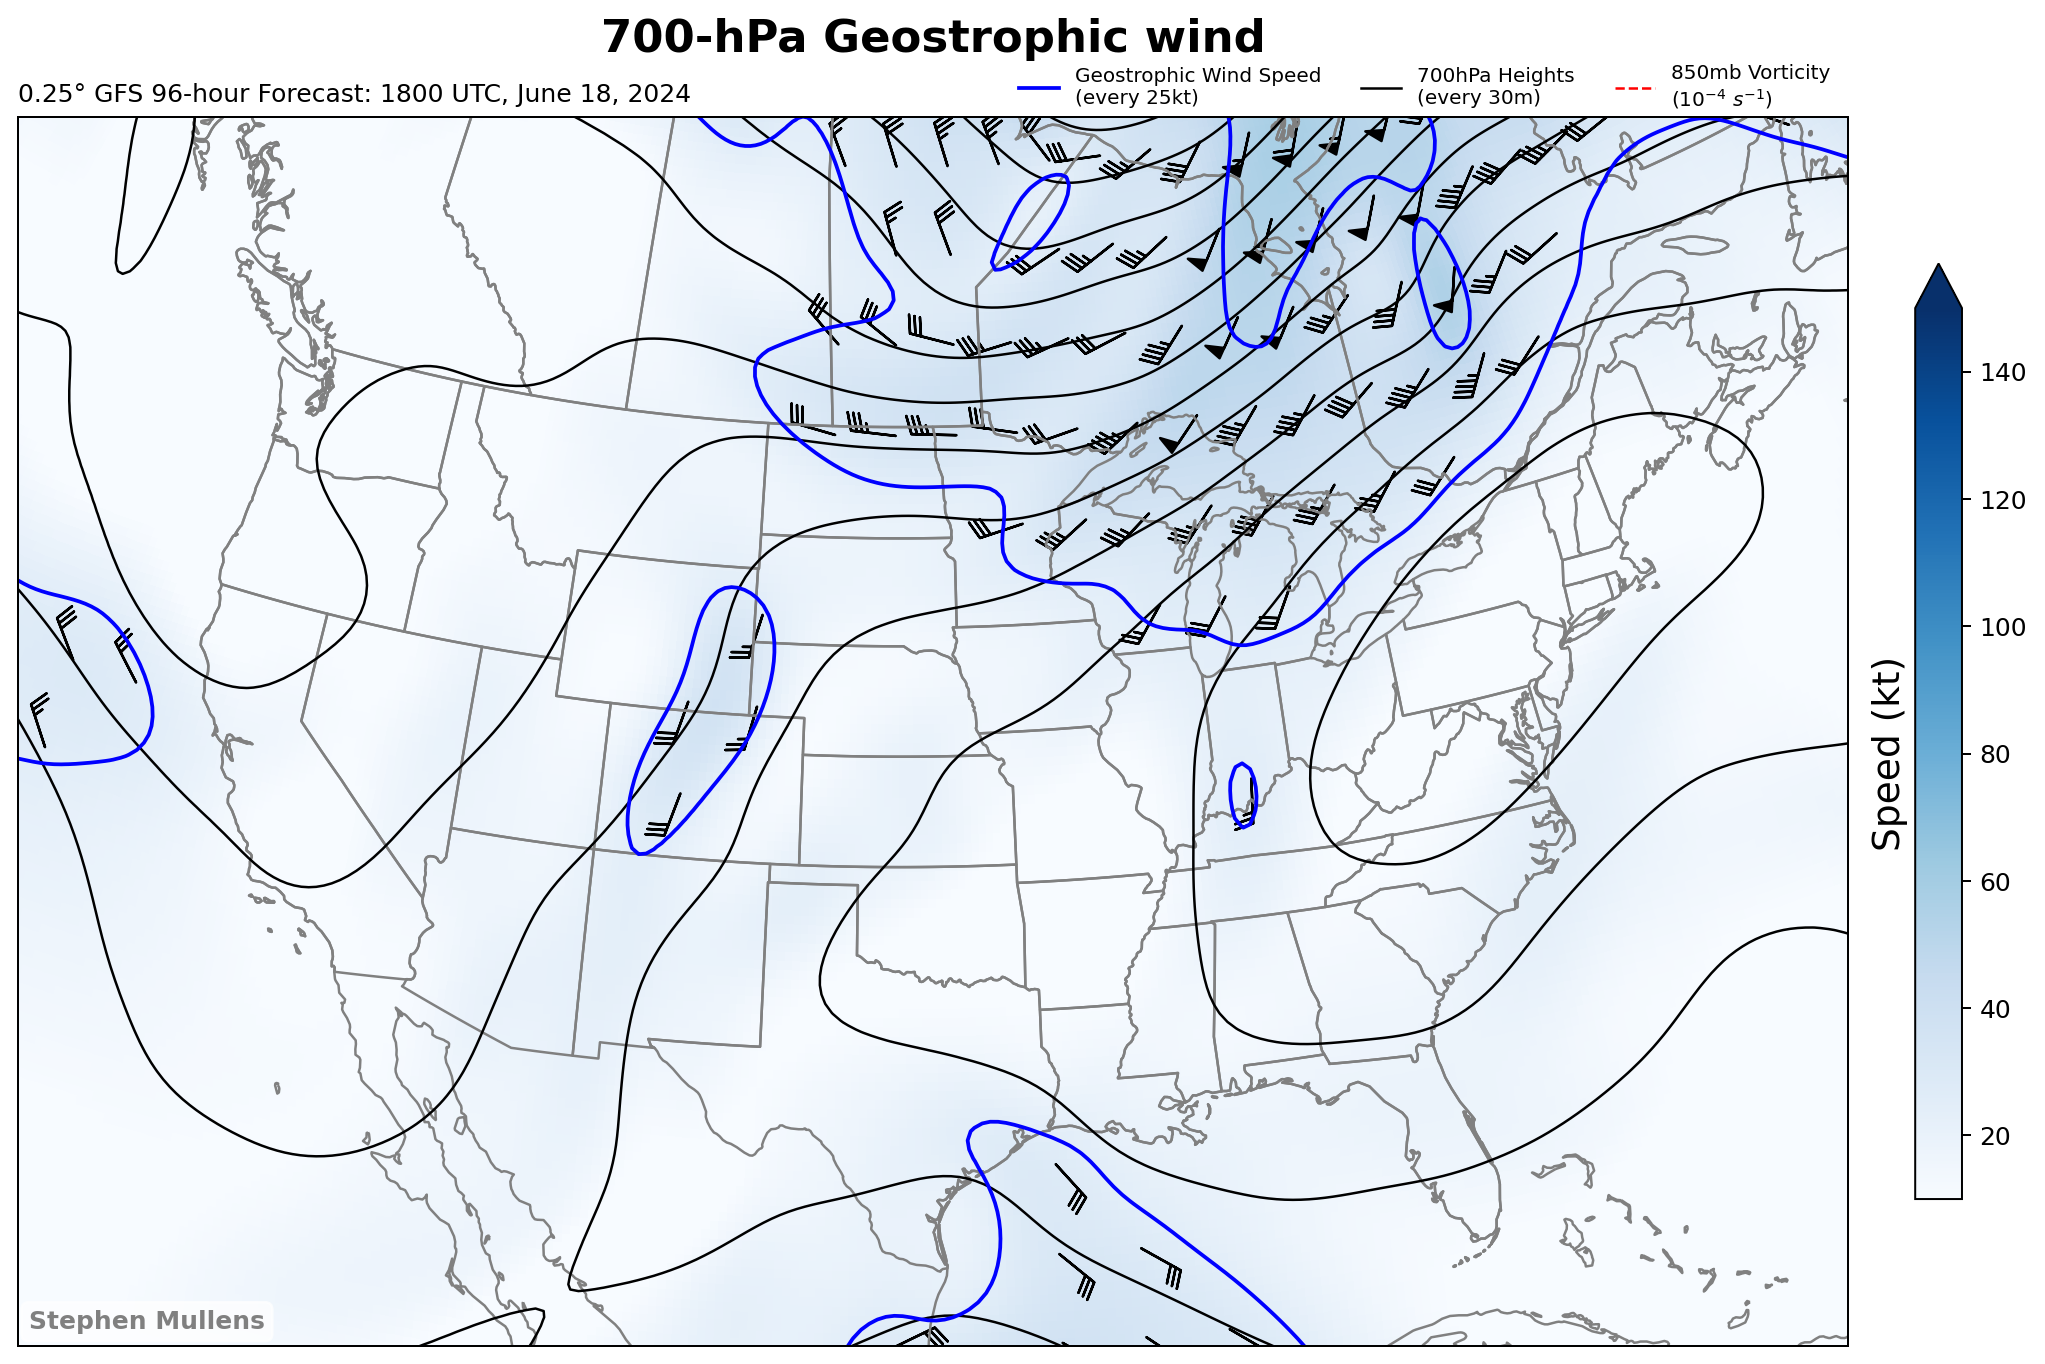 700-hPa Geostrophic wind
0.25° GFS 96-hour Forecast: 1800 UTC, June 18, 2024
Geostrophic Wind Speed
(every 25kt)
700hPa Heights
(every 30m)
850mb Vorticity
(10⁻⁴ s⁻¹)
140
120
100
80
60
40
20
Speed (kt)
Stephen Mullens